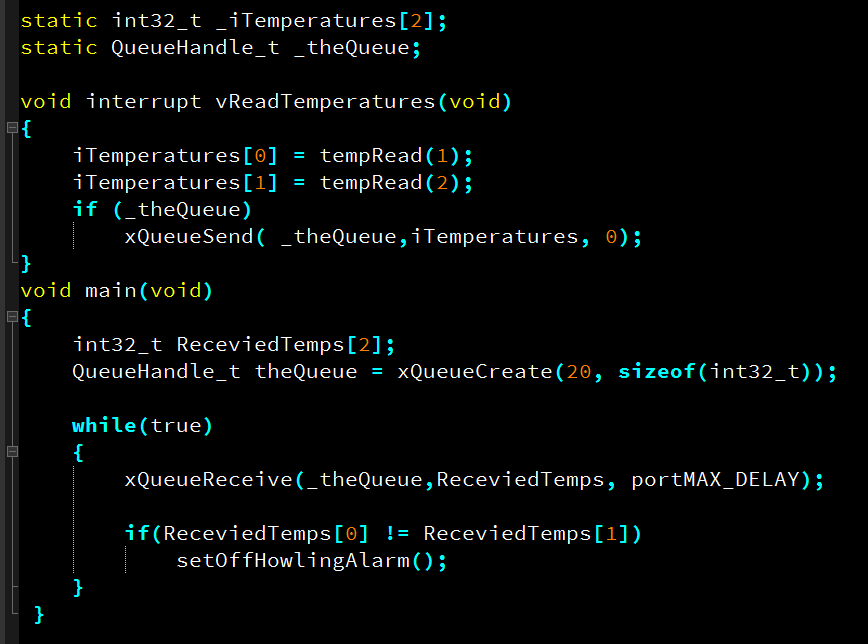 static int32_t _iTemperatures[2];
static QueueHandle_t _theQueue;
void interrupt vReadTemperatures(void)
{
iTemperatures[0] = tempRead(1);
iTemperatures[1] = tempRead(2);
if (_theQueue)
xQueueSend( _theQueue,iTemperatures, 0);
}
void main(void)
{
int32_t ReceviedTemps[2];
QueueHandle_t theQueue = xQueueCreate(20, sizeof(int32_t));
while(true)
{
xQueueReceive(_theQueue,ReceviedTemps, portMAX_DELAY);
if(ReceviedTemps[0] != ReceviedTemps[1])
setOffHowlingAlarm();
}
}